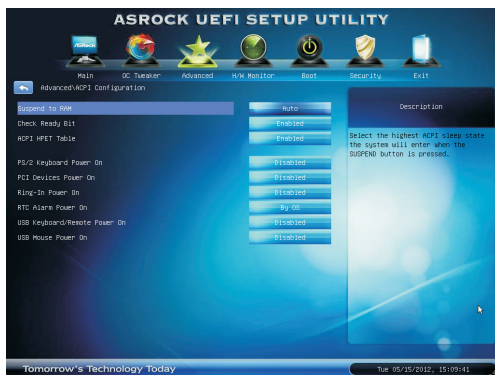 ASROCK UEFI SETUP UTILITY
ASRock
Main OC Tweaker Advanced H/W Monitor Boot Security Exit
Advanced\ACPI Configuration
Description
Suspend to RAM Auto
Check Ready Bit Enabled
ACPI HPET Table Enabled
PS/2 Keyboard Power On Disabled
PCI Devices Power On Disabled
Ring-In Power On Disabled
RTC Alarm Power On By OS
USB Keyboard/Remote Power On Disabled
USB Mouse Power On Disabled
Select the highest ACPI sleep state
the system will enter when the
SUSPEND button is pressed.
Tomorrow's Technology Today
Tue 05/15/2012, 15:09:41